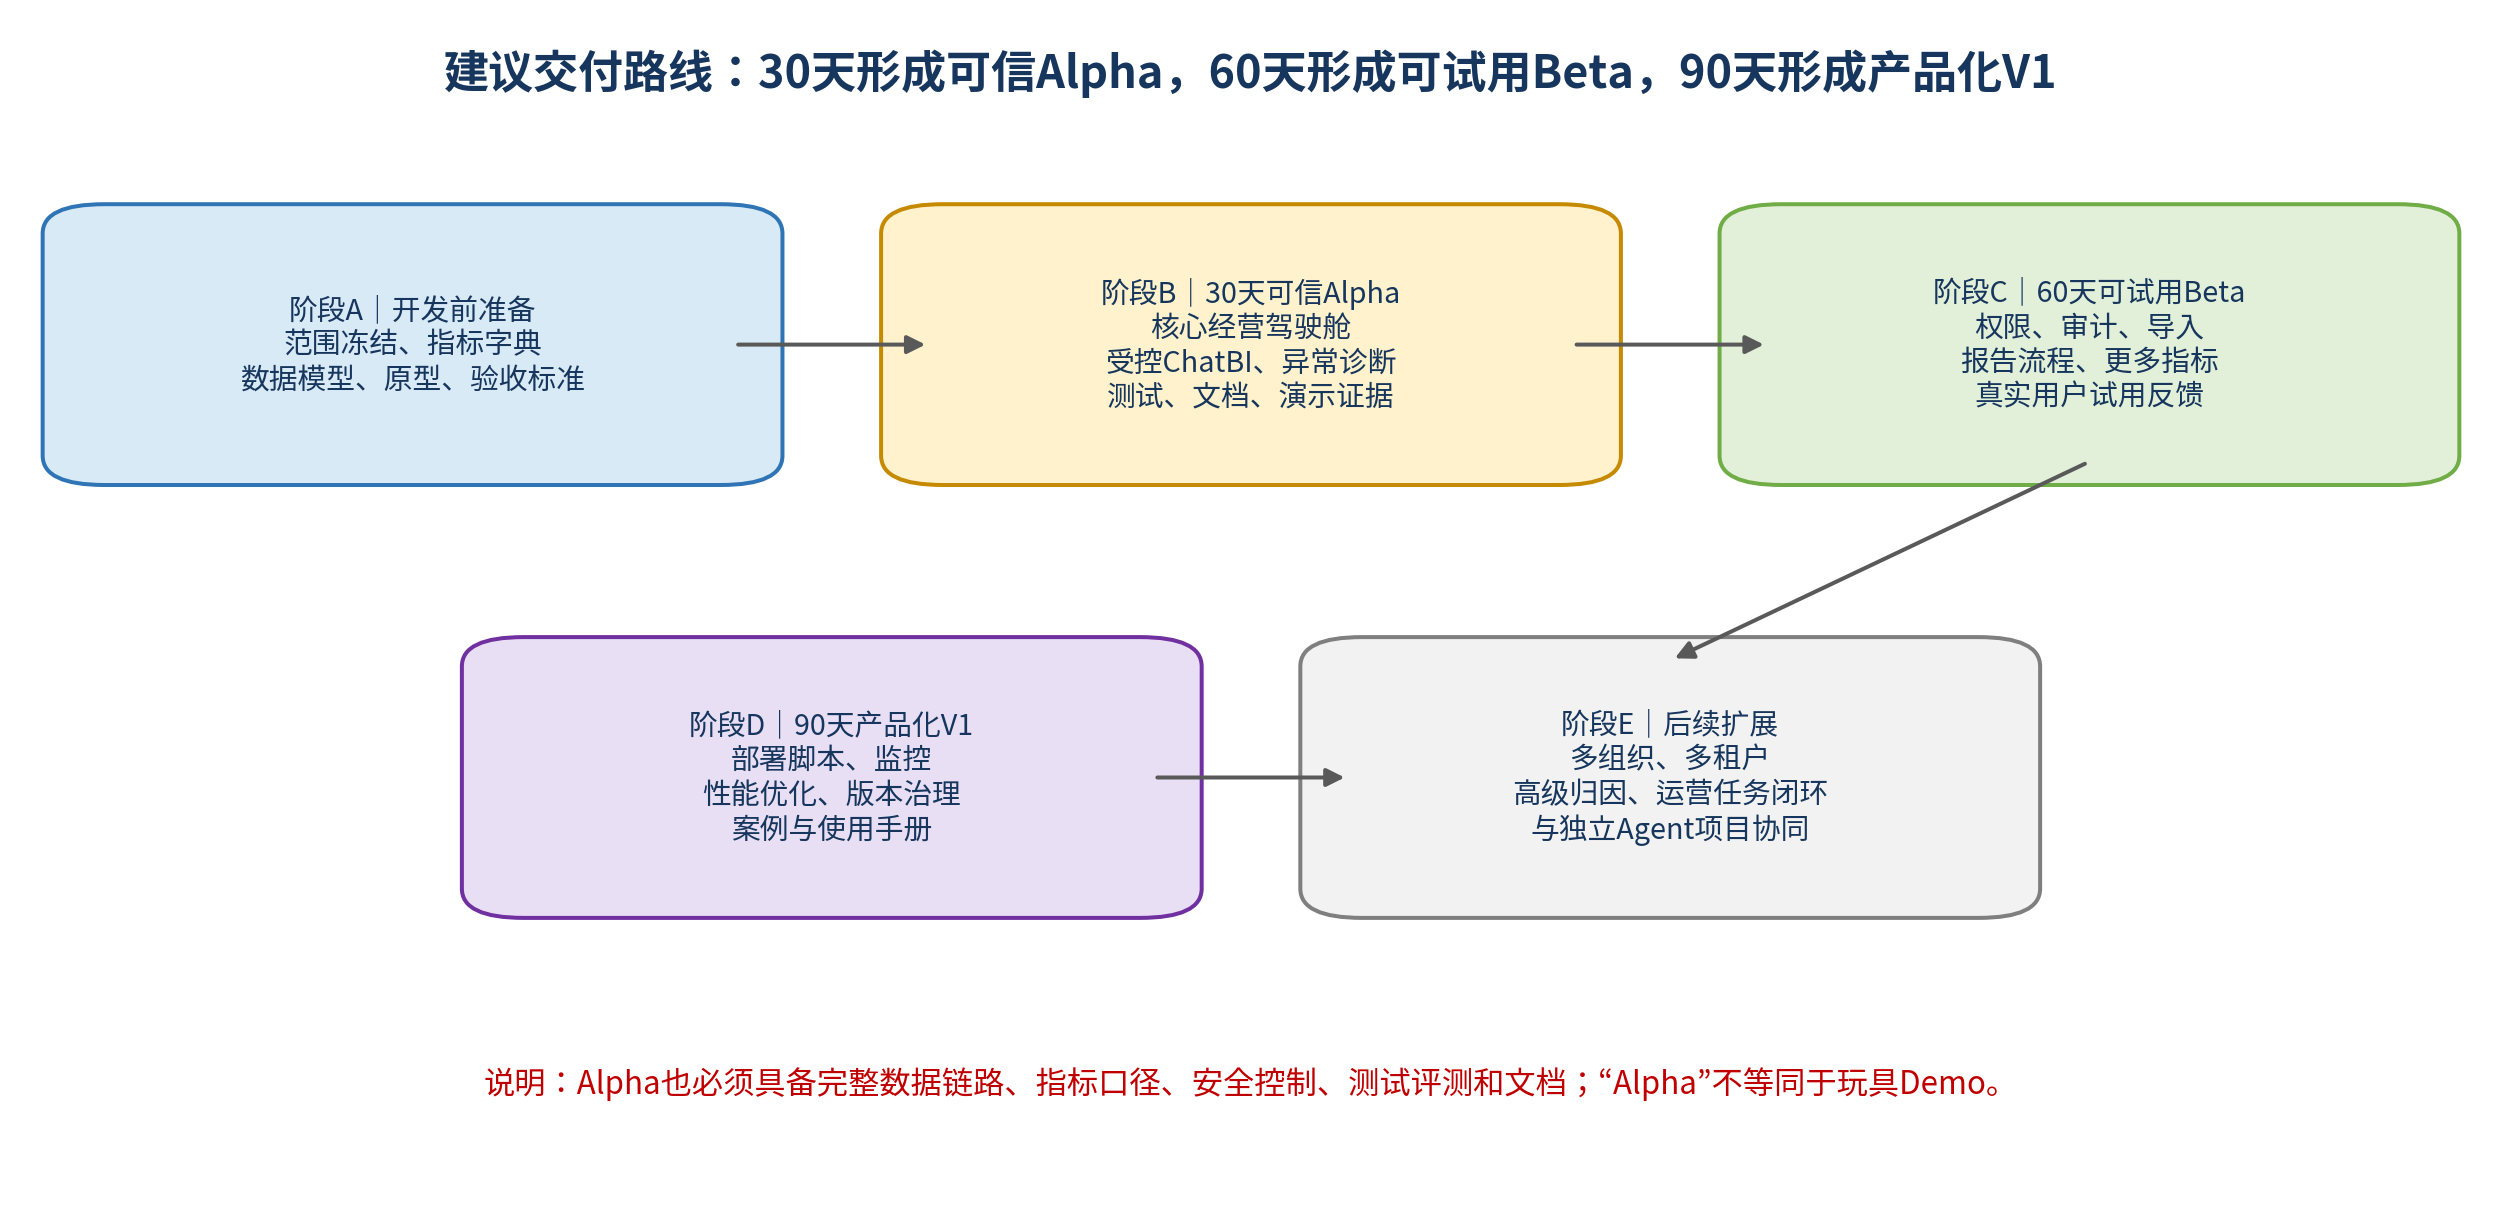 建议交付路线：30天形成可信Alpha，60天形成可试用Beta，90天形成产品化V1
阶段A｜开发前准备
范围冻结、指标字典
数据模型、原型、验收标准
阶段B｜30天可信Alpha
核心经营驾驶舱
受控ChatBI、异常诊断
测试、文档、演示证据
阶段C｜60天可试用Beta
权限、审计、导入
报告流程、更多指标
真实用户试用反馈
阶段D｜90天产品化V1
部署脚本、监控
性能优化、版本治理
案例与使用手册
阶段E｜后续扩展
多组织、多租户
高级归因、运营任务闭环
与独立Agent项目协同
说明：Alpha也必须具备完整数据链路、指标口径、安全控制、测试评测和文档；“Alpha”不等同于玩具Demo。